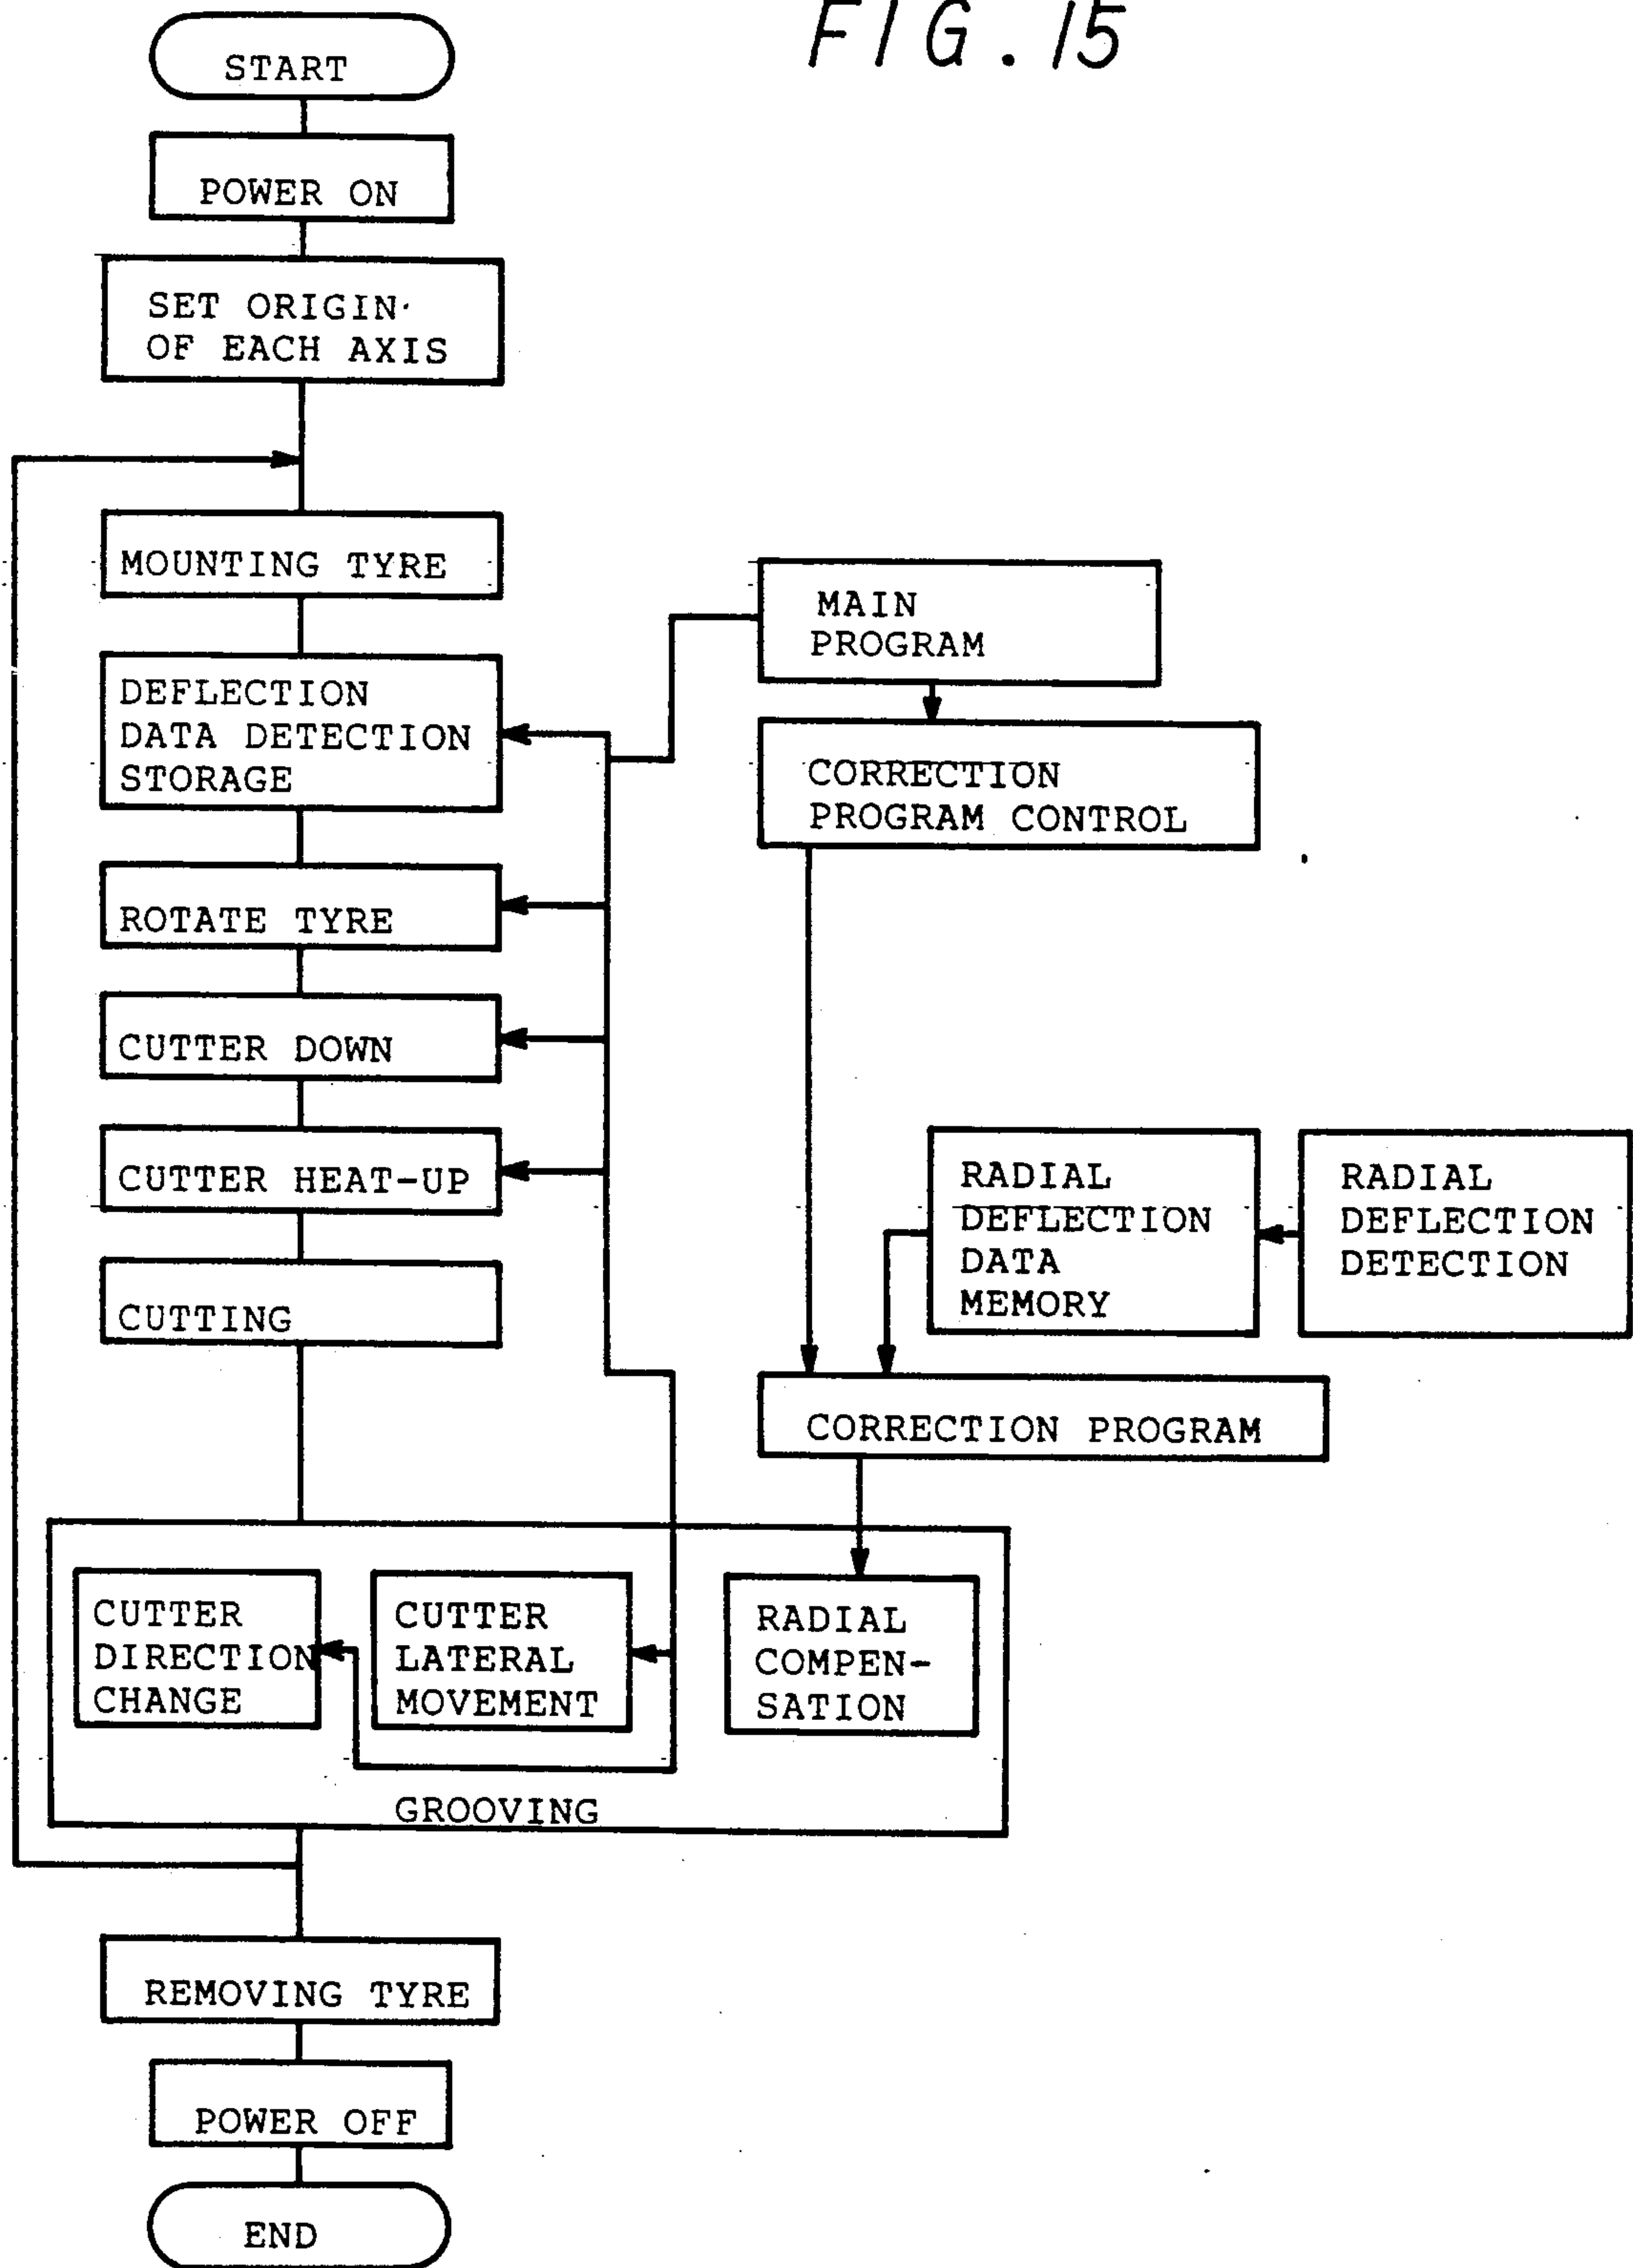 FIG. 15
START
POWER ON
SET ORIGIN
OF EACH AXIS
MOUNTING TYRE
DEFLECTION
DATA DETECTION
STORAGE
ROTATE TYRE
CUTTER DOWN
CUTTER HEAT-UP
CUTTING
MAIN
PROGRAM
CORRECTION
PROGRAM CONTROL
RADIAL
DEFLECTION
DATA
MEMORY
RADIAL
DEFLECTION
DETECTION
CORRECTION PROGRAM
CUTTER
DIRECTION
CHANGE
CUTTER
LATERAL
MOVEMENT
RADIAL
COMPEN-
SATION
GROOVING
REMOVING TYRE
POWER OFF
END